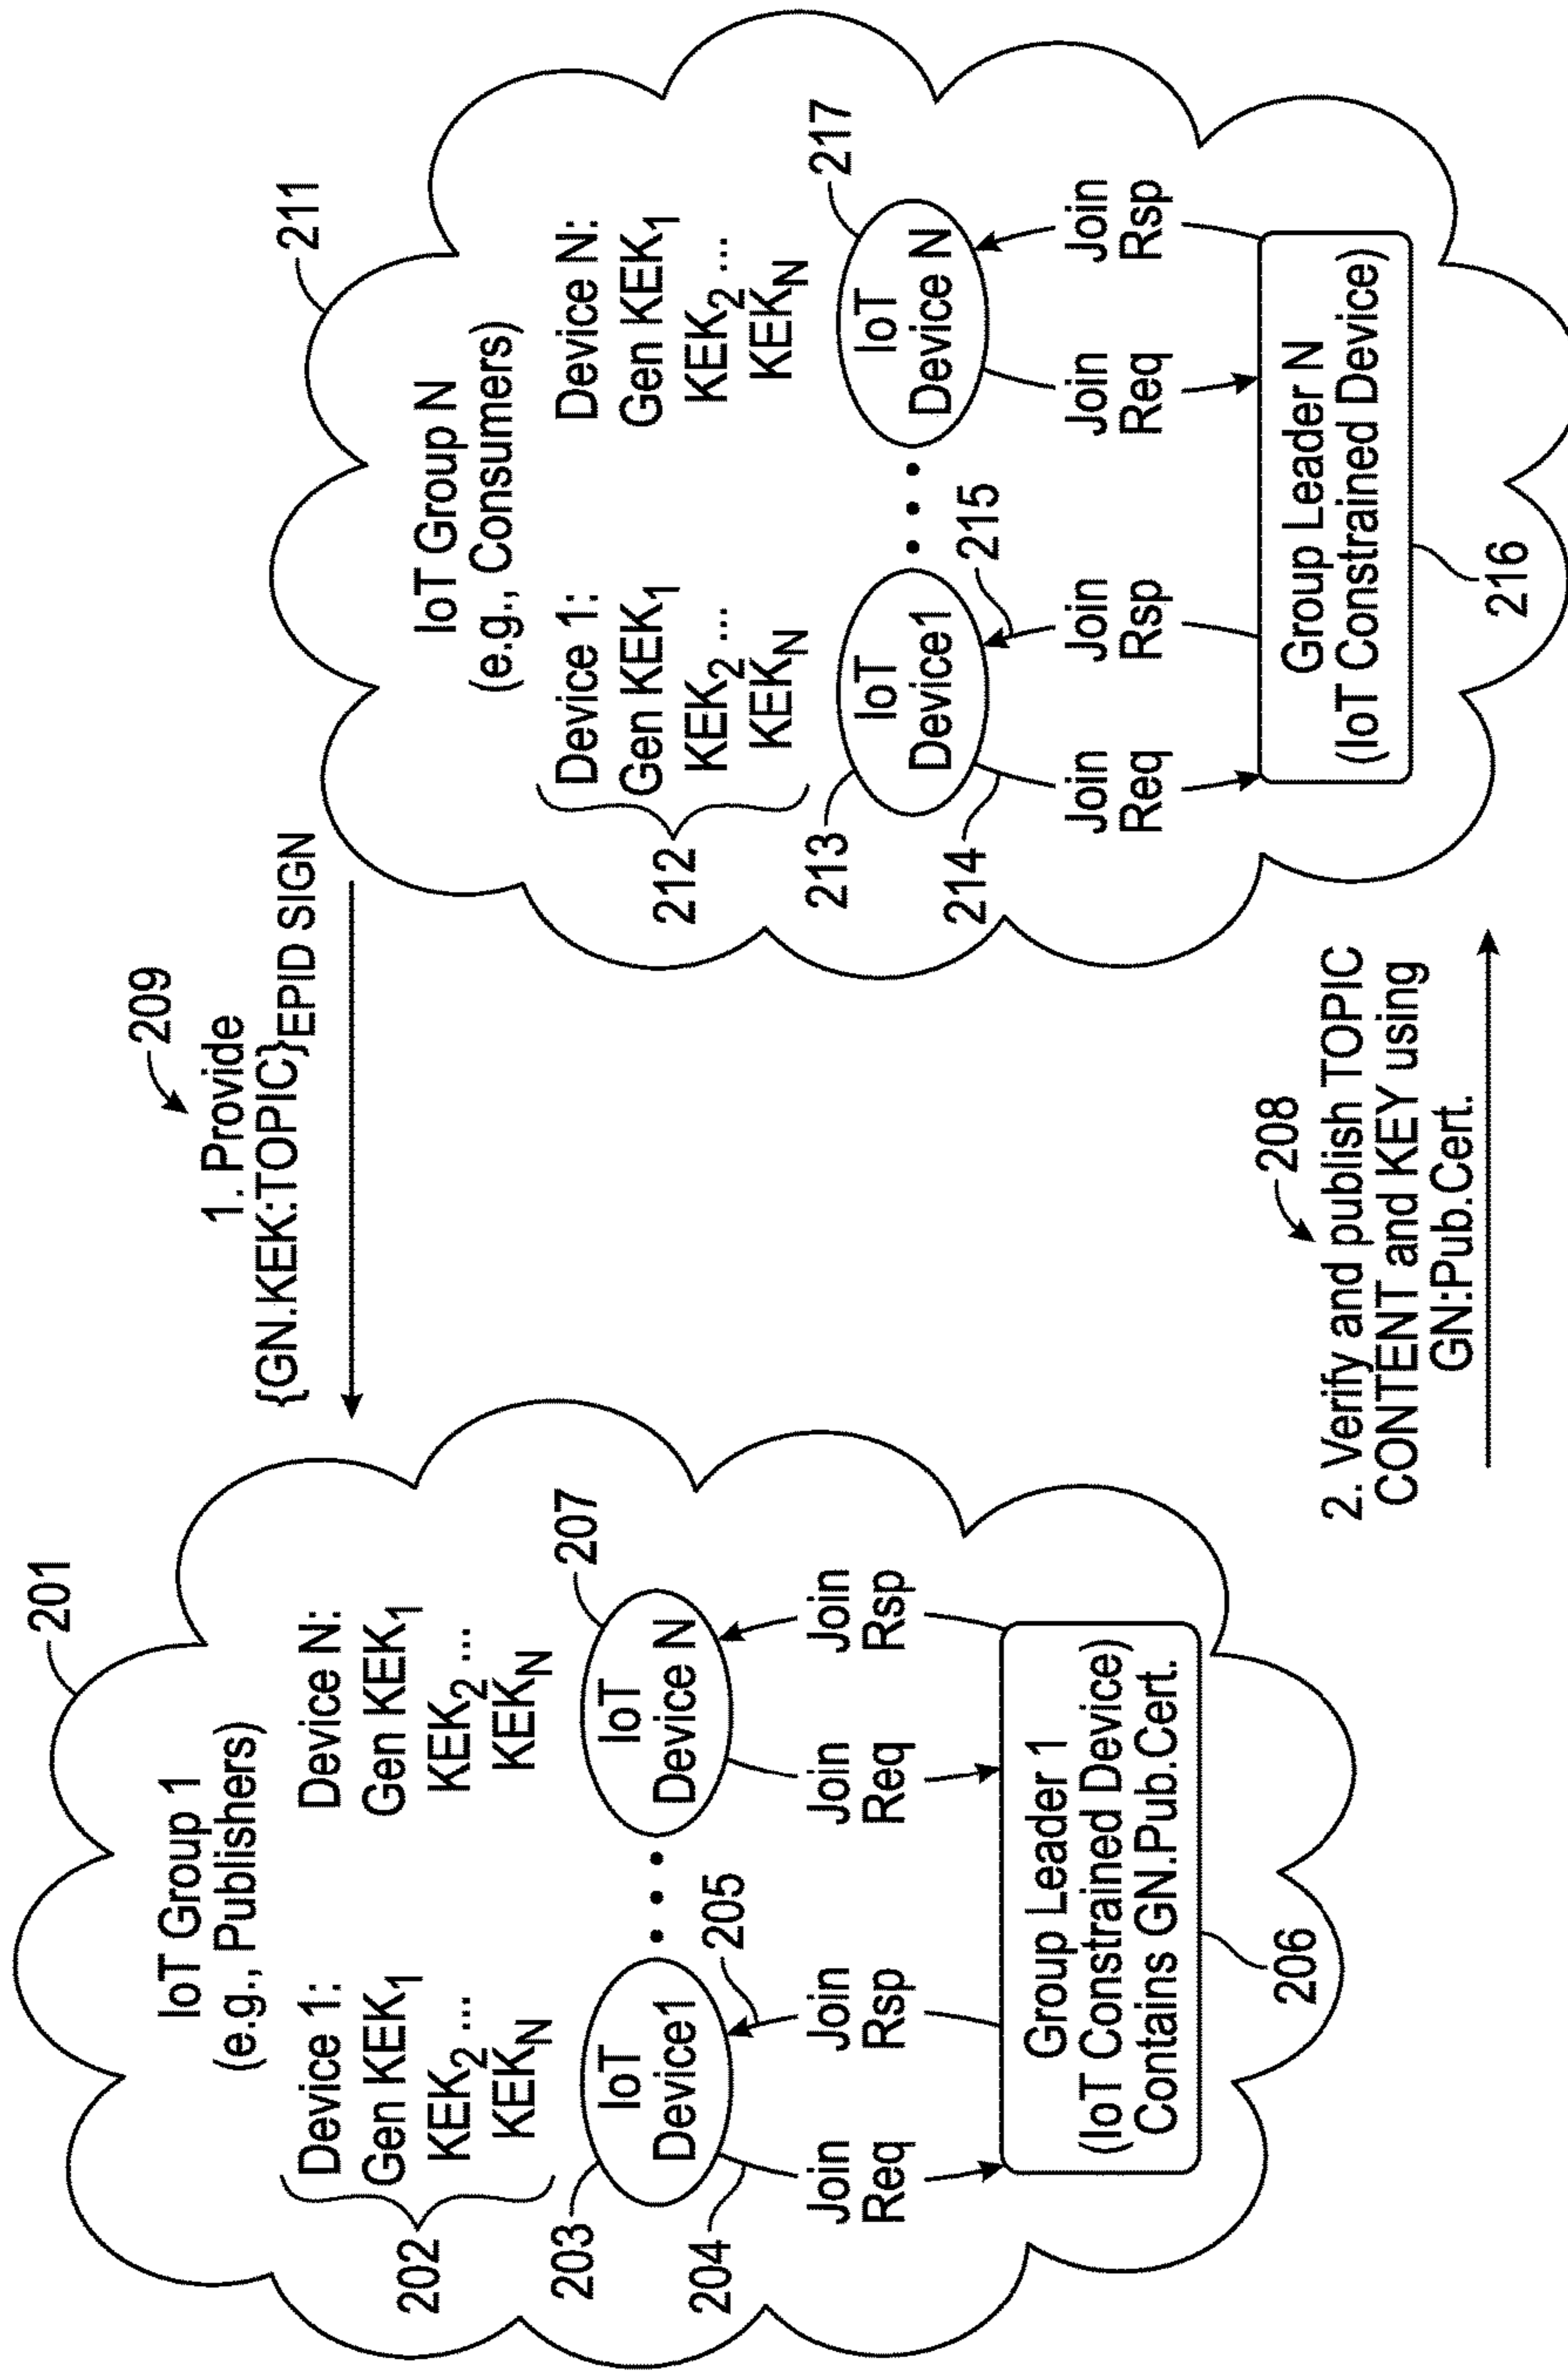 201
IoT Group 1
(e.g., Publishers)
202
Device 1:
Gen KEK1
KEK2 ...
KEKN
Device N:
Gen KEK1
KEK2 ...
KEKN
203
IoT
Device1
IoT
Device N
207
204
205
Join
Req
Join
Rsp
Join
Req
Join
Rsp
Group Leader 1
(IoT Constrained Device)
Contains GN.Pub.Cert.
206
209
1. Provide
{GN.KEK:TOPIC}EPID SIGN
208
2. Verify and publish TOPIC
CONTENT and KEY using
GN:Pub.Cert.
211
IoT Group N
(e.g., Consumers)
212
Device 1:
Gen KEK1
KEK2 ...
KEKN
Device N:
Gen KEK1
KEK2 ...
KEKN
213
IoT
Device1
IoT
Device N
217
214
215
Join
Req
Join
Rsp
Join
Req
Join
Rsp
Group Leader N
(IoT Constrained Device)
216